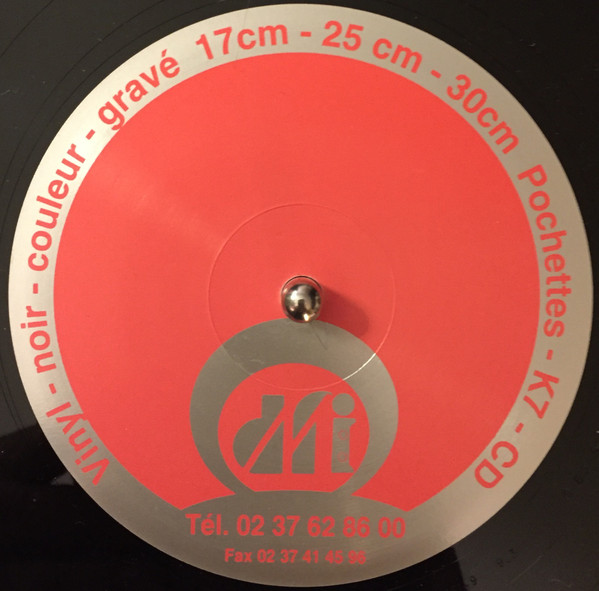 Vinyl - noir - couleur - gravé 17cm - 25 cm - 30cm Pochettes - K7 - CD
dMi
Tél. 02 37 62 86 00
Fax 02 37 41 45 96